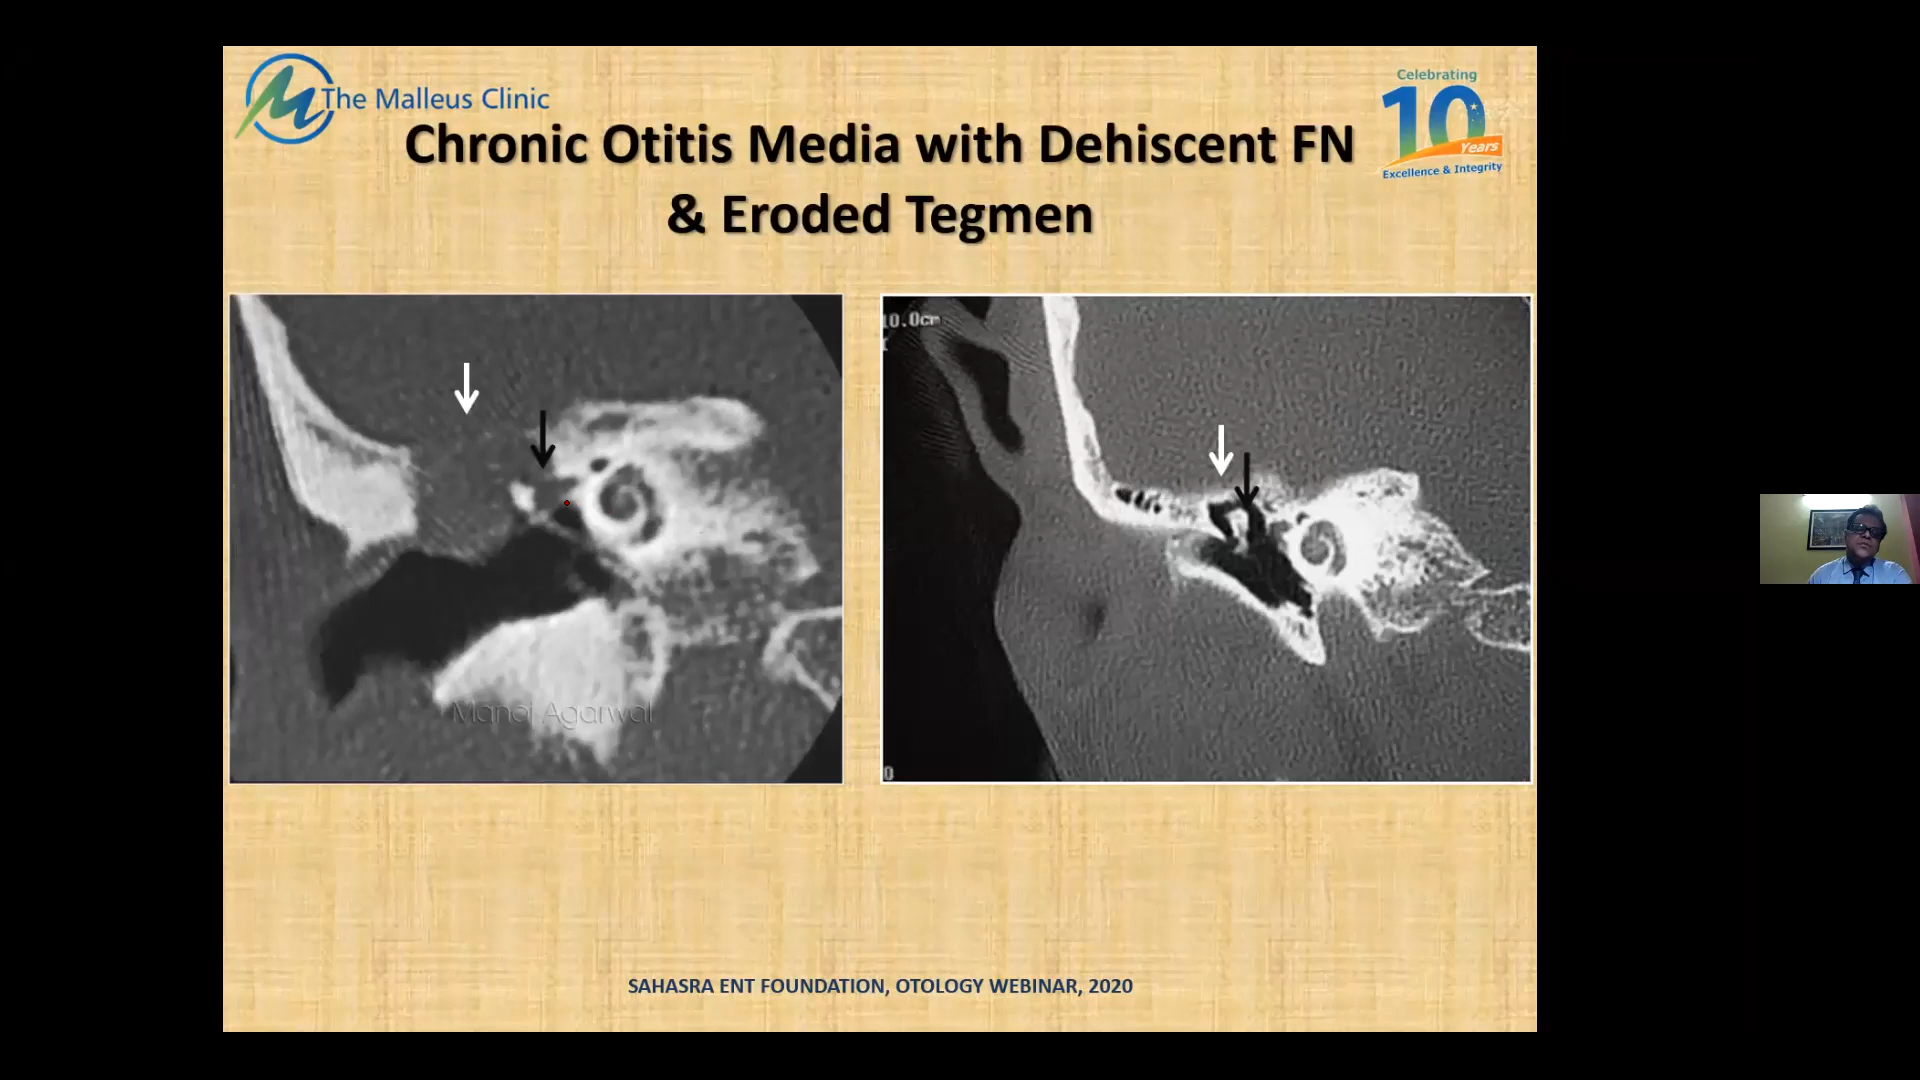 The Malleus Clinic
Celebrating
10
Years
Excellence & Integrity
Chronic Otitis Media with Dehiscent FN
& Eroded Tegmen
10.0cm
Manoj Agarwal
SAHASRA ENT FOUNDATION, OTOLOGY WEBINAR, 2020